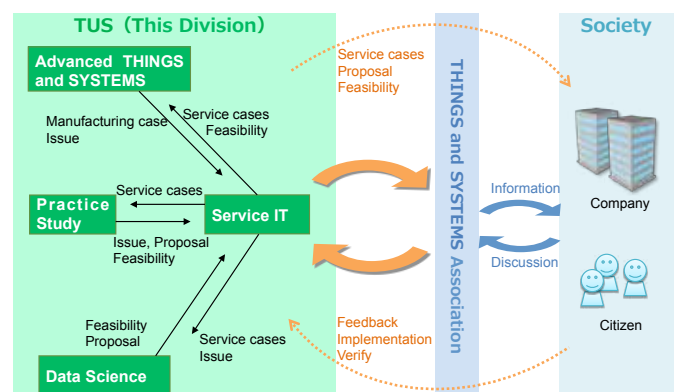 TUS (This Division)
Society
Advanced THINGS
and SYSTEMS
Service cases
Proposal
Feasibility
Manufacturing case
Issue
Service cases
Feasibility
THINGS and SYSTEMS Association
Service cases
Practice
Study
Service IT
Issue, Proposal
Feasibility
Information
Discussion
Company
Feasibility
Proposal
Service cases
Issue
Feedback
Implementation
Verify
Citizen
Data Science